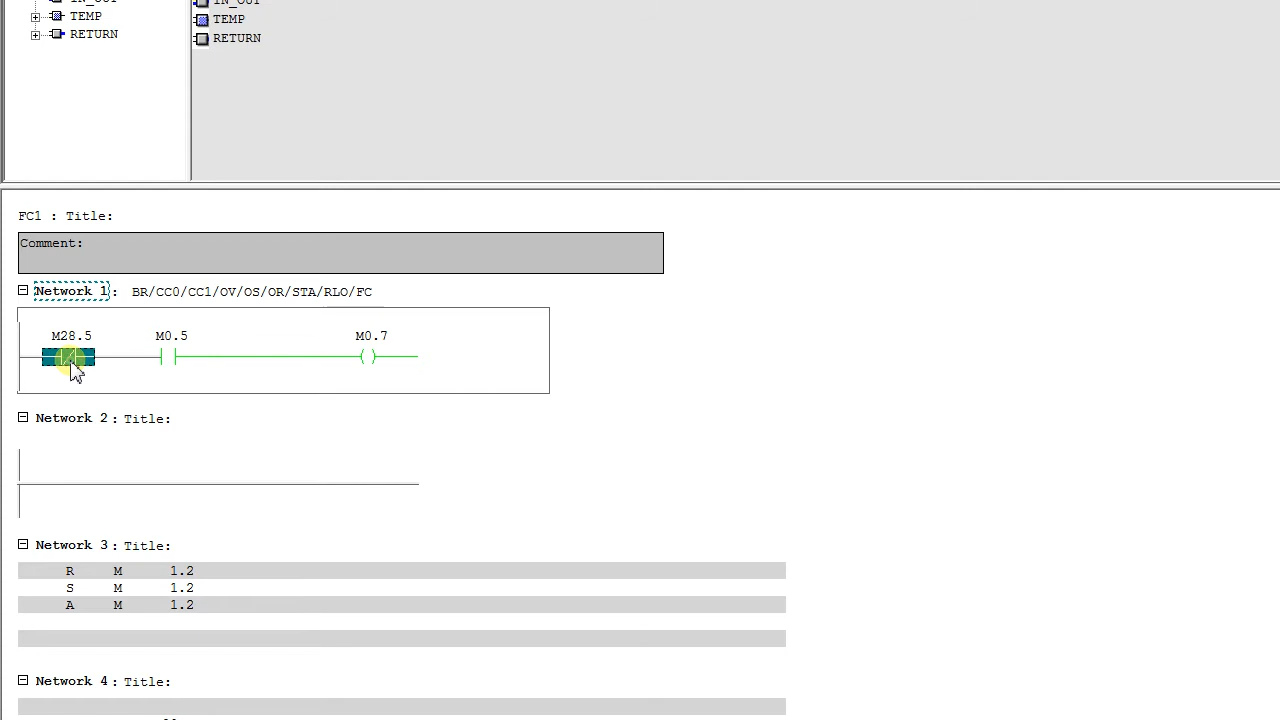 IN_OUT
TEMP
RETURN
IN_OUT
TEMP
RETURN
FC1 : Title:
Comment:
Network 1: BR/CC0/CC1/OV/OS/OR/STA/RLO/FC
M28.5 M0.5 M0.7
Network 2: Title:
Network 3: Title:
R M 1.2
S M 1.2
A M 1.2
Network 4: Title: